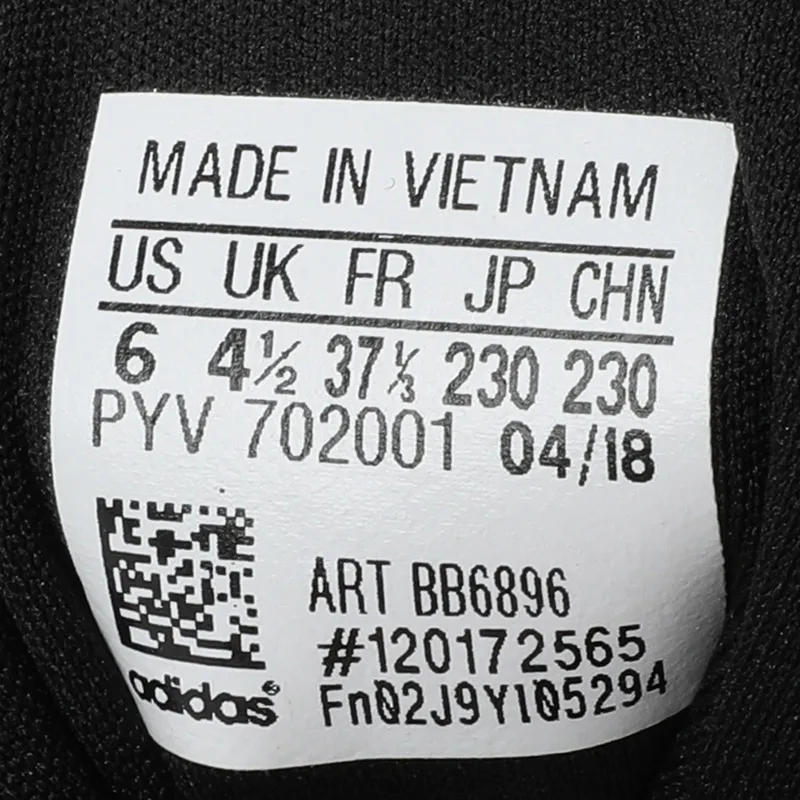 MADE IN VIETNAM
US UK FR JP CHN
6 4½ 37⅓ 230 230
PYV 702001 04/18
ART BB6896
#120172565
Fn02J9YI05294
adidas®